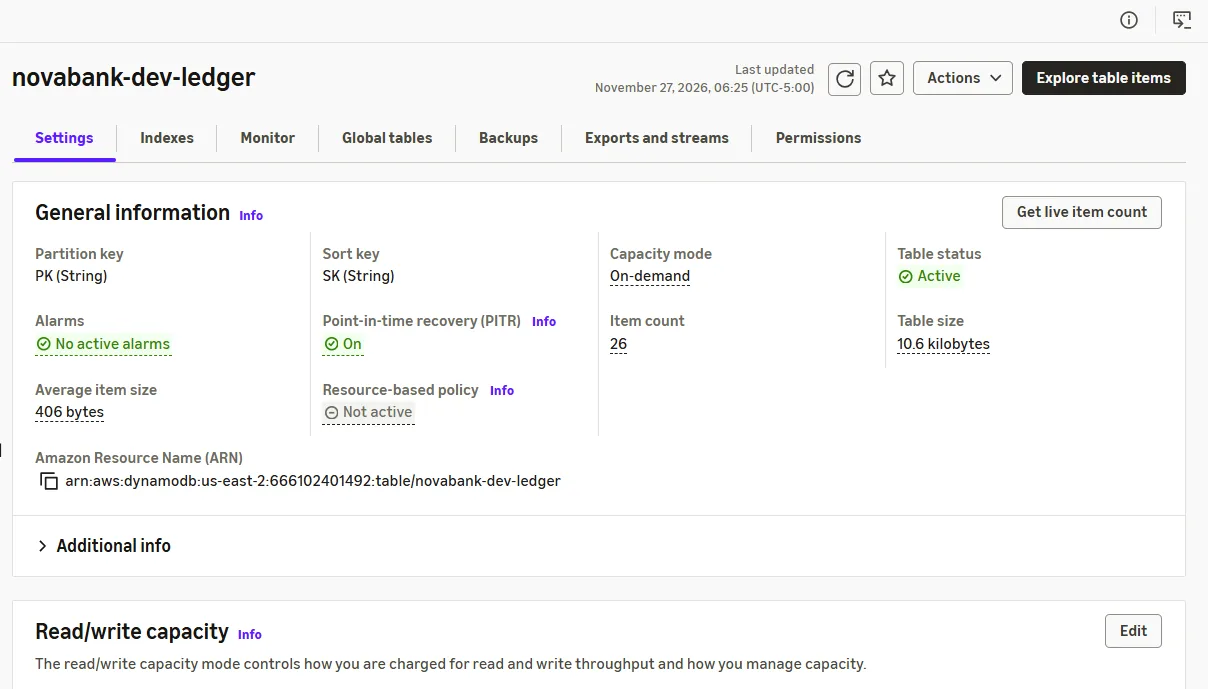 novabank-dev-ledger
Last updated
November 27, 2026, 06:25 (UTC-5:00)
Actions
Explore table items
Settings
Indexes
Monitor
Global tables
Backups
Exports and streams
Permissions
General information Info
Get live item count
Partition key
PK (String)
Sort key
SK (String)
Capacity mode
On-demand
Table status
Active
Alarms
No active alarms
Point-in-time recovery (PITR) Info
On
Item count
26
Table size
10.6 kilobytes
Average item size
406 bytes
Resource-based policy Info
Not active
Amazon Resource Name (ARN)
arn:aws:dynamodb:us-east-2:666102401492:table/novabank-dev-ledger
Additional info
Read/write capacity Info
Edit
The read/write capacity mode controls how you are charged for read and write throughput and how you manage capacity.